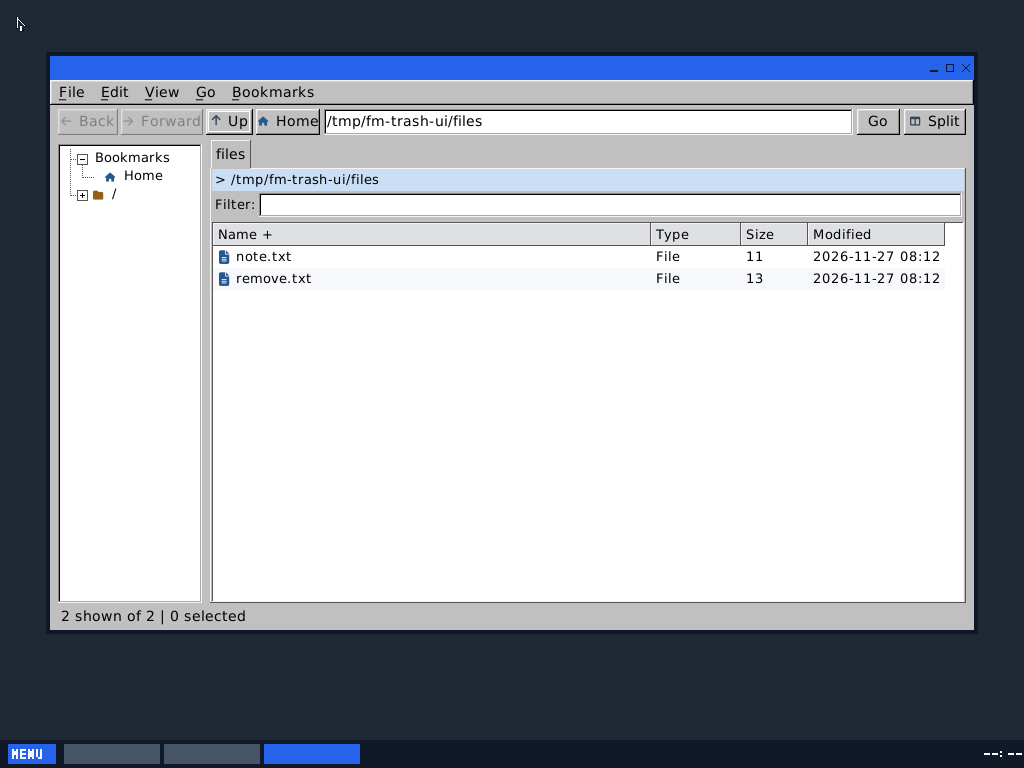 File Edit View Go Bookmarks
← Back → Forward ↑ Up Home /tmp/fm-trash-ui/files Go Split
Bookmarks
Home
/
files
> /tmp/fm-trash-ui/files
Filter:
Name + Type Size Modified
note.txt File 11 2026-11-27 08:12
remove.txt File 13 2026-11-27 08:12
2 shown of 2 | 0 selected
MENU --:--